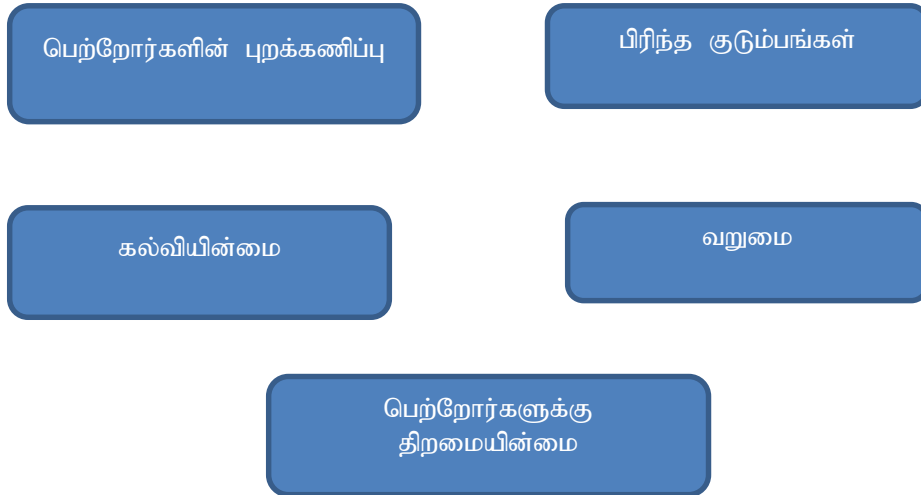 பெற்றோர்களின் புறக்கணிப்பு
பிரிந்த குடும்பங்கள்
கல்வியின்மை
வறுமை
பெற்றோர்களுக்கு
திறமையின்மை